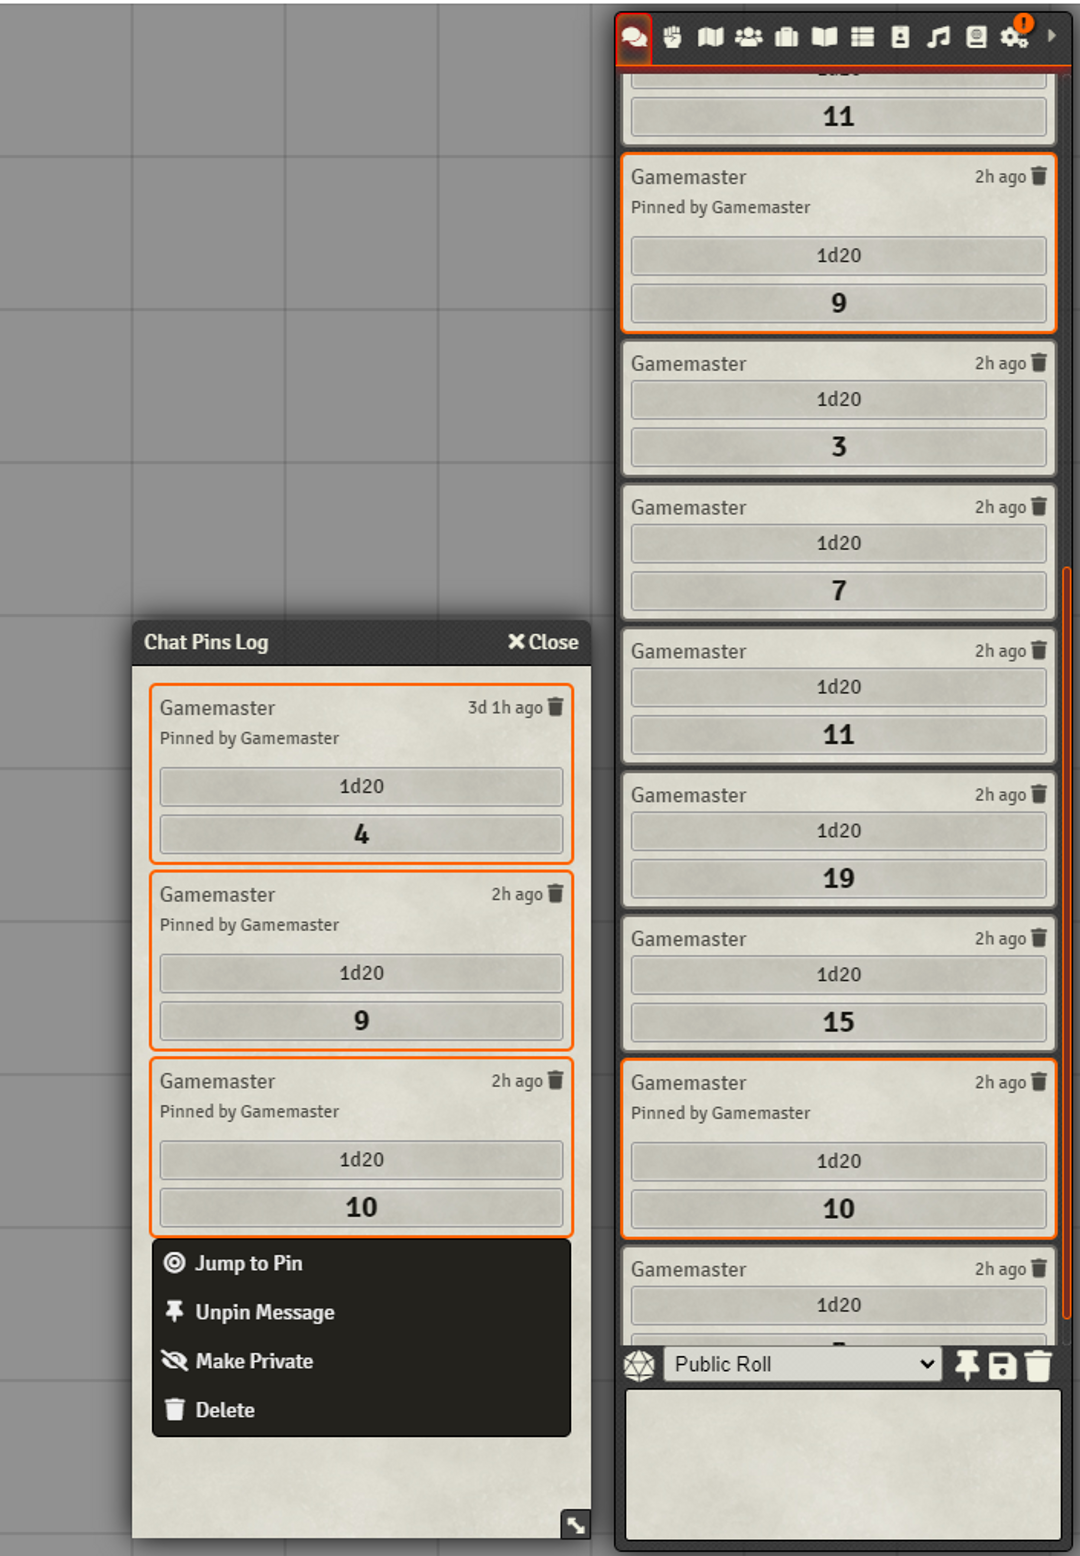 Chat Pins Log
Close
Gamemaster
3d 1h ago
Pinned by Gamemaster
1d20
4
Gamemaster
2h ago
Pinned by Gamemaster
1d20
9
Gamemaster
2h ago
Pinned by Gamemaster
1d20
10
Jump to Pin
Unpin Message
Make Private
Delete
!
11
Gamemaster
2h ago
Pinned by Gamemaster
1d20
9
Gamemaster
2h ago
1d20
3
Gamemaster
2h ago
1d20
7
Gamemaster
2h ago
1d20
11
Gamemaster
2h ago
1d20
19
Gamemaster
2h ago
1d20
15
Gamemaster
2h ago
Pinned by Gamemaster
1d20
10
Gamemaster
2h ago
1d20
Public Roll